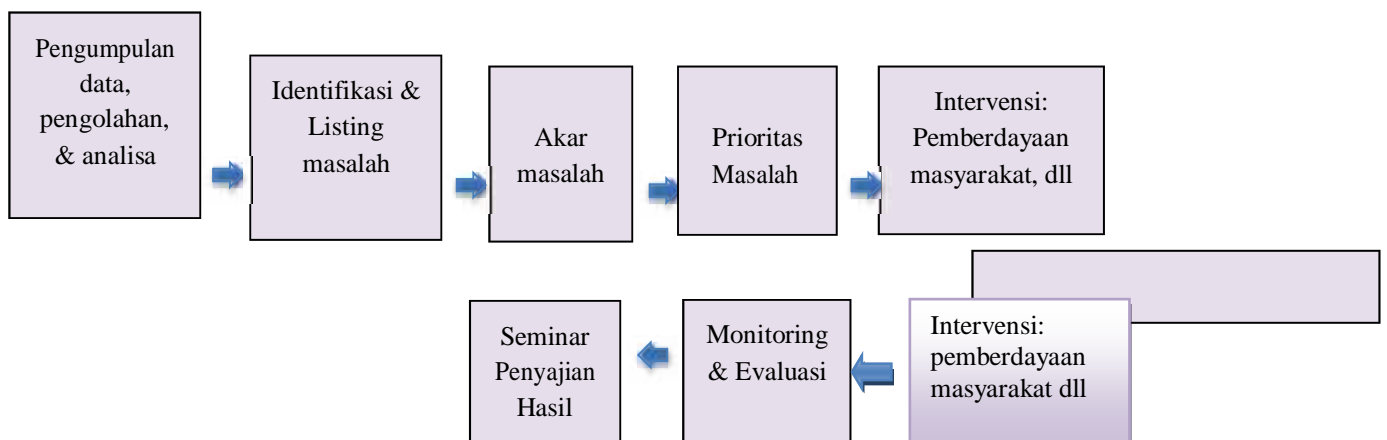 Pengumpulan
data,
pengolahan,
& analisa
Identifikasi &
Listing
masalah
Akar
masalah
Prioritas
Masalah
Intervensi:
Pemberdayaan
masyarakat, dll
Intervensi:
pemberdayaan
masyarakat dll
Monitoring
& Evaluasi
Seminar
Penyajian
Hasil